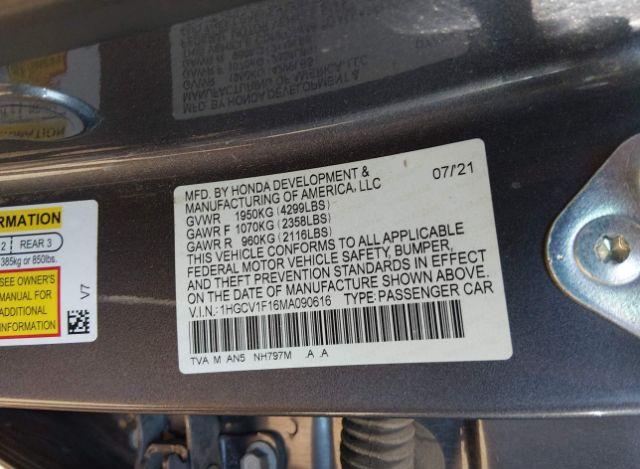 MFD. BY HONDA DEVELOPMENT &
MANUFACTURING OF AMERICA, LLC
07/'21
GVWR 1950KG (4299LBS)
GAWR F 1070KG (2358LBS)
GAWR R 960KG (2116LBS)
THIS VEHICLE CONFORMS TO ALL APPLICABLE
FEDERAL MOTOR VEHICLE SAFETY, BUMPER,
AND THEFT PREVENTION STANDARDS IN EFFECT
ON THE DATE OF MANUFACTURE SHOWN ABOVE.
V.I.N.: 1HGCV1F16MA090616 TYPE: PASSENGER CAR
TVA M AN5 NH797M .A .A
2 REAR 3
385kg or 850lbs.
SEE OWNER'S
MANUAL FOR
INFORMATION
V7